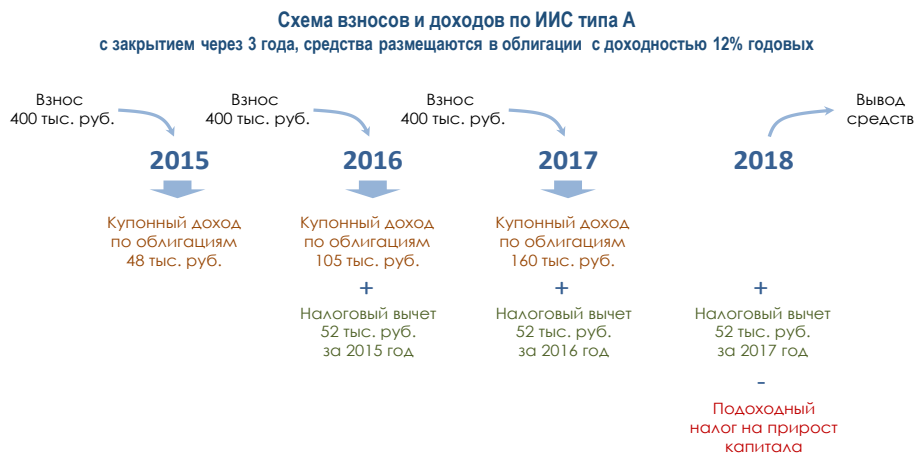 Схема взносов и доходов по ИИС типа А
с закрытием через 3 года, средства размещаются в облигации с доходностью 12% годовых
Взнос
400 тыс. руб.
Взнос
400 тыс. руб.
Взнос
400 тыс. руб.
Вывод
средств
2015
2016
2017
2018
Купонный доход
по облигациям
48 тыс. руб.
Купонный доход
по облигациям
105 тыс. руб.
Купонный доход
по облигациям
160 тыс. руб.
+
+
+
Налоговый вычет
52 тыс. руб.
за 2015 год
Налоговый вычет
52 тыс. руб.
за 2016 год
Налоговый вычет
52 тыс. руб.
за 2017 год
-
Подоходный
налог на прирост
капитала